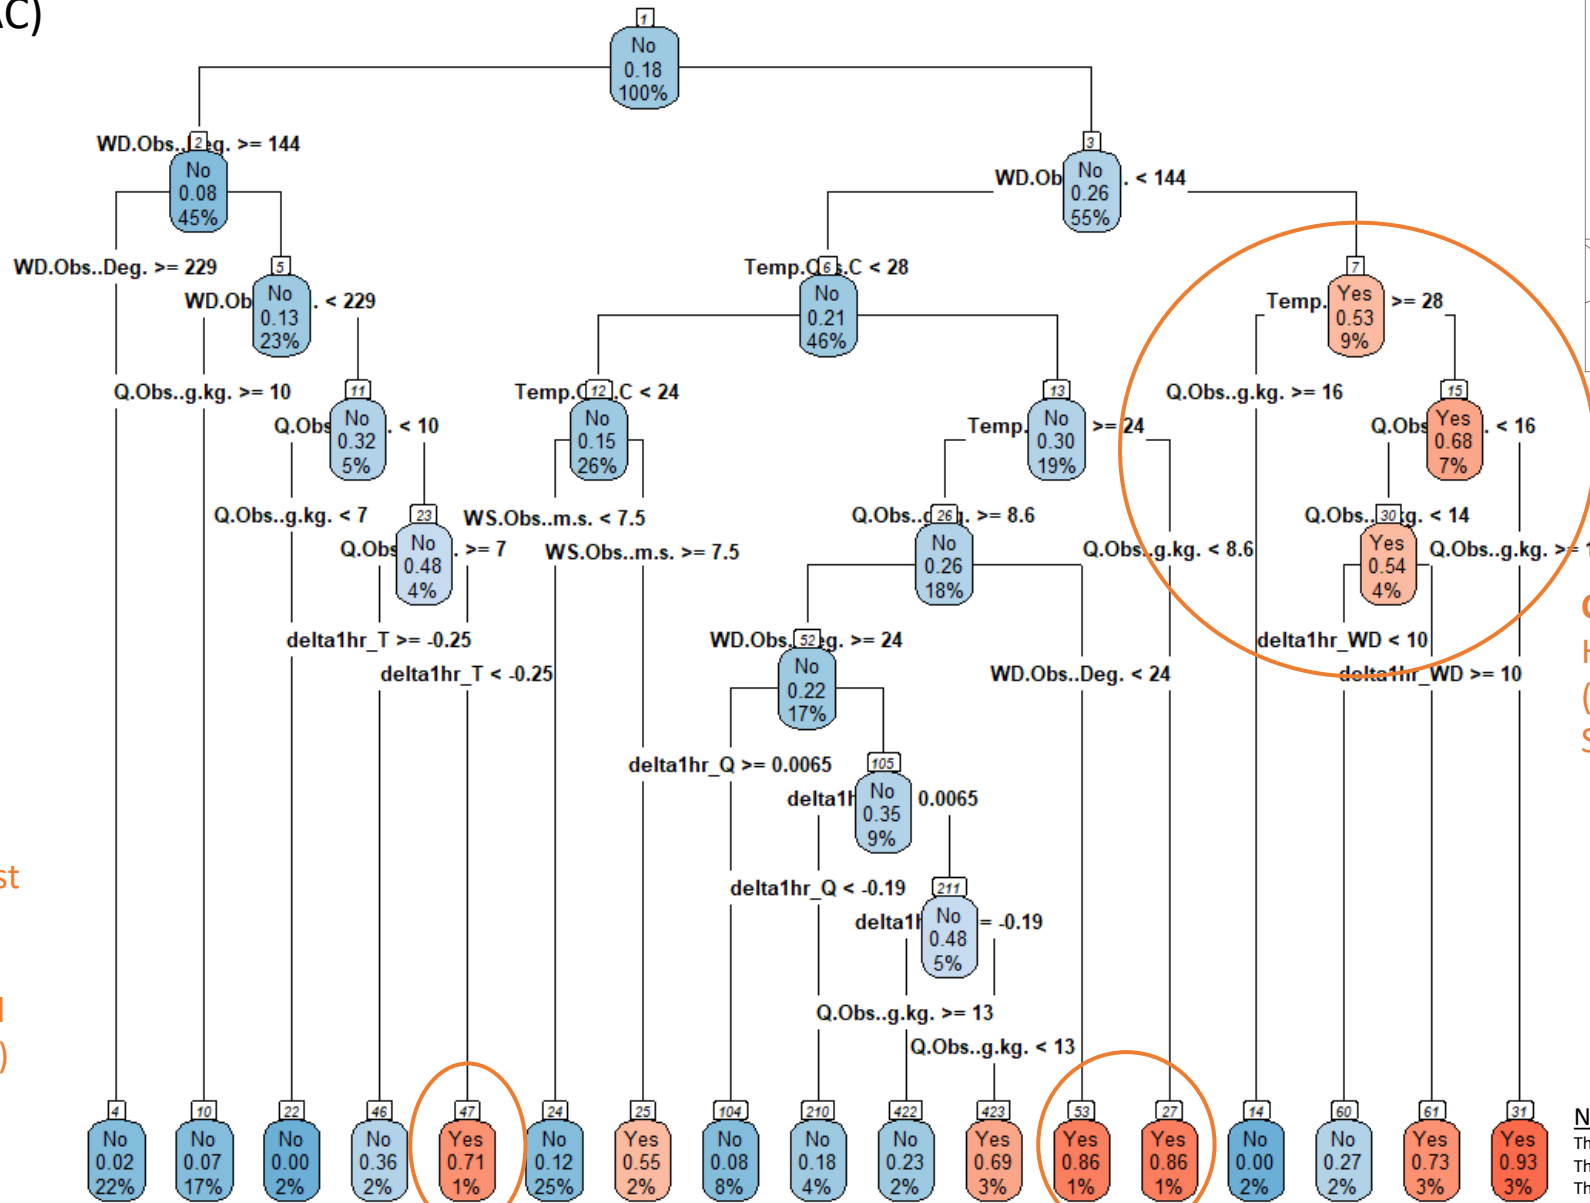 AC)
1
No
0.18
100%
WD.Obs..Deg. >= 144
2
No
0.08
45%
3
No
0.26
55%
WD.Ob . < 144
WD.Obs..Deg. >= 229
5
No
0.13
23%
WD.Ob . < 229
Temp. .C < 28
6
No
0.21
46%
7
Yes
0.53
9%
Temp. >= 28
Q.Obs..g.kg. >= 10
11
No
0.32
5%
Q.Obs . < 10
Temp. .C < 24
12
No
0.15
26%
13
No
0.30
19%
Temp. >= 24
Q.Obs..g.kg. >= 16
15
Yes
0.68
7%
Q.Obs . < 16
Q.Obs..g.kg. < 7
23
No
0.48
4%
Q.Obs . >= 7
WS.Obs..m.s. < 7.5
WS.Obs..m.s. >= 7.5
Q.Obs. g. >= 8.6
26
No
0.26
18%
Q.Obs..g.kg. < 8.6
Q.Obs.. g. < 14
30
Yes
0.54
4%
Q.Obs..g.kg. >= 1
delta1hr_T >= -0.25
delta1hr_T < -0.25
WD.Obs. eg. >= 24
52
No
0.22
17%
WD.Obs..Deg. < 24
delta1hr_WD < 10
delta1hr_WD >= 10
H
(
S
delta1hr_Q >= 0.0065
105
No
0.35
9%
delta1h 0.0065
delta1hr_Q < -0.19
211
No
0.48
5%
delta1h = -0.19
st
Q.Obs..g.kg. >= 13
Q.Obs..g.kg. < 13
)
4 10 22 46 47 24 25 104 210 422 423 53 27 14 60 61 31
No No No No Yes No Yes No No No Yes Yes Yes No No Yes Yes
0.02 0.07 0.00 0.36 0.71 0.12 0.55 0.08 0.18 0.23 0.69 0.86 0.86 0.00 0.27 0.73 0.93
22% 17% 2% 2% 1% 25% 2% 8% 4% 2% 3% 1% 1% 2% 2% 3% 3%
N
Th
Th
Th